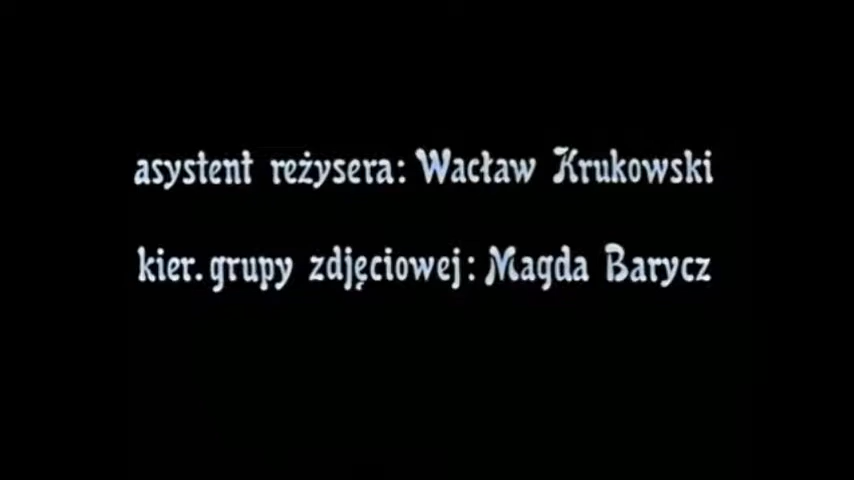 asystent reżysera: Wacław Krukowski
kier. grupy zdjęciowej: Magda Barycz